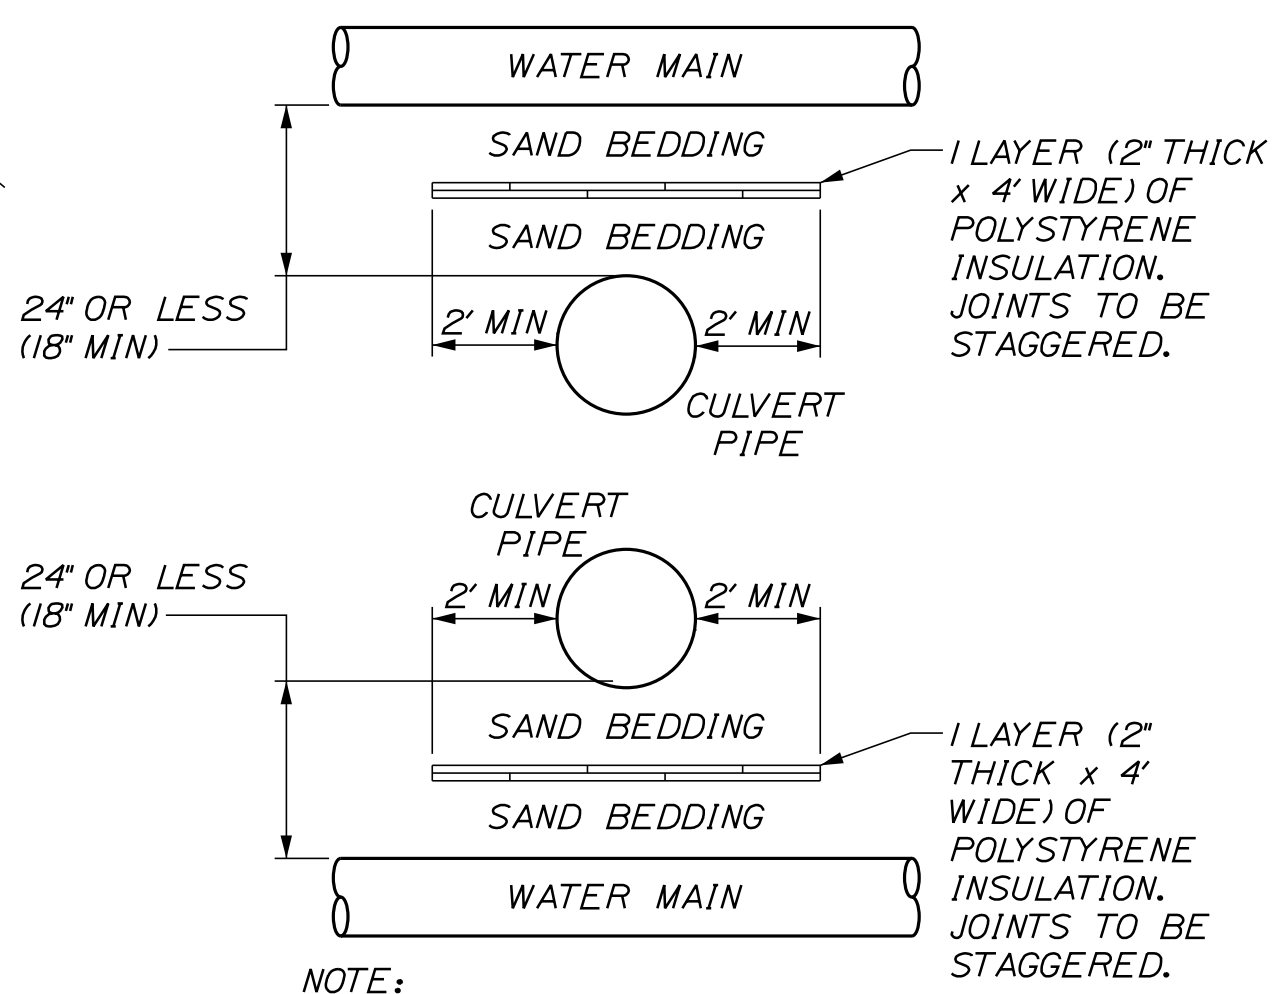 WATER MAIN
SAND BEDDING
1 LAYER (2" THICK
x 4' WIDE) OF
POLYSTYRENE
INSULATION.
JOINTS TO BE
STAGGERED.
SAND BEDDING
24" OR LESS
(18" MIN)
2' MIN
2' MIN
CULVERT
PIPE
CULVERT
PIPE
24" OR LESS
(18" MIN)
2' MIN
2' MIN
SAND BEDDING
1 LAYER (2"
THICK x 4'
WIDE) OF
POLYSTYRENE
INSULATION.
JOINTS TO BE
STAGGERED.
SAND BEDDING
WATER MAIN
NOTE: